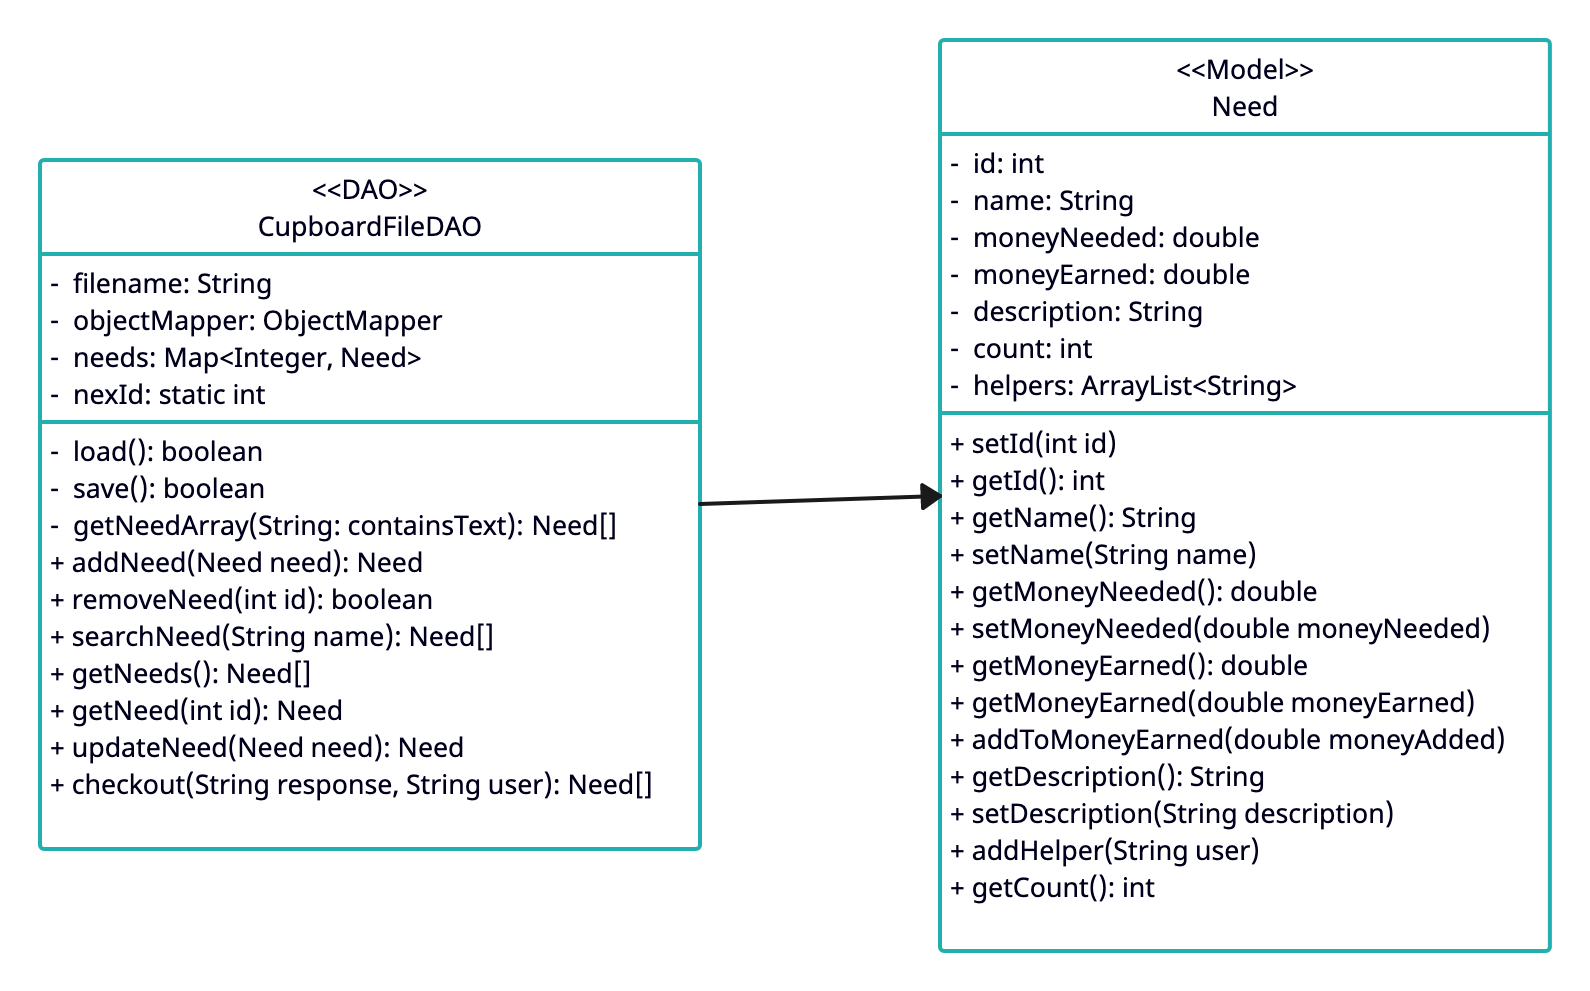 <<DAO>>
CupboardFileDAO
- filename: String
- objectMapper: ObjectMapper
- needs: Map<Integer, Need>
- nexId: static int
- load(): boolean
- save(): boolean
- getNeedArray(String: containsText): Need[]
+ addNeed(Need need): Need
+ removeNeed(int id): boolean
+ searchNeed(String name): Need[]
+ getNeeds(): Need[]
+ getNeed(int id): Need
+ updateNeed(Need need): Need
+ checkout(String response, String user): Need[]
<<Model>>
Need
- id: int
- name: String
- moneyNeeded: double
- moneyEarned: double
- description: String
- count: int
- helpers: ArrayList<String>
+ setId(int id)
+ getId(): int
+ getName(): String
+ setName(String name)
+ getMoneyNeeded(): double
+ setMoneyNeeded(double moneyNeeded)
+ getMoneyEarned(): double
+ getMoneyEarned(double moneyEarned)
+ addToMoneyEarned(double moneyAdded)
+ getDescription(): String
+ setDescription(String description)
+ addHelper(String user)
+ getCount(): int